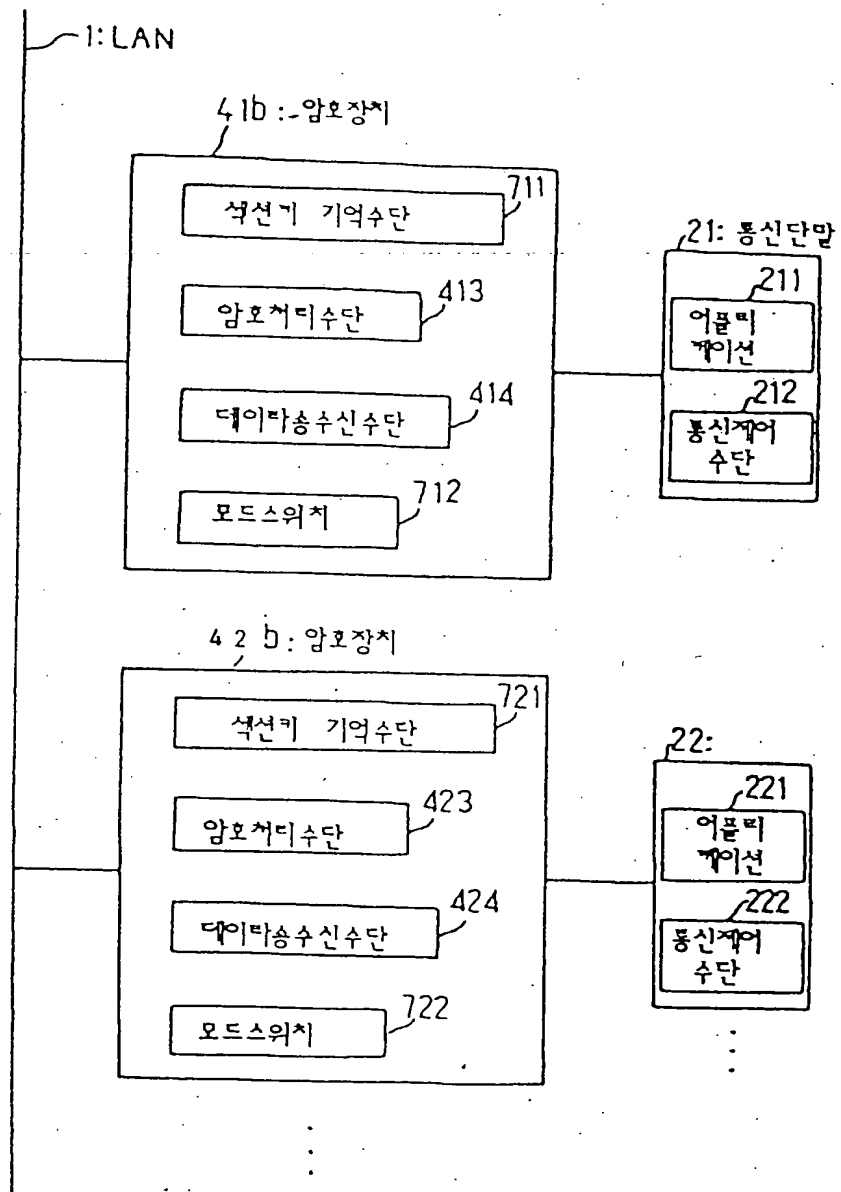 1: LAN
41b: 암호장치
711
섹션키 기억수단
413
암호처리수단
414
데이타송수신수단
712
모드스위치
21: 통신단말
211
어플리
케이션
212
통신제어
수단
42b: 암호장치
721
섹션키 기억수단
423
암호처리수단
424
데이타송수신수단
722
모드스위치
22:
221
어플리
케이션
222
통신제어
수단